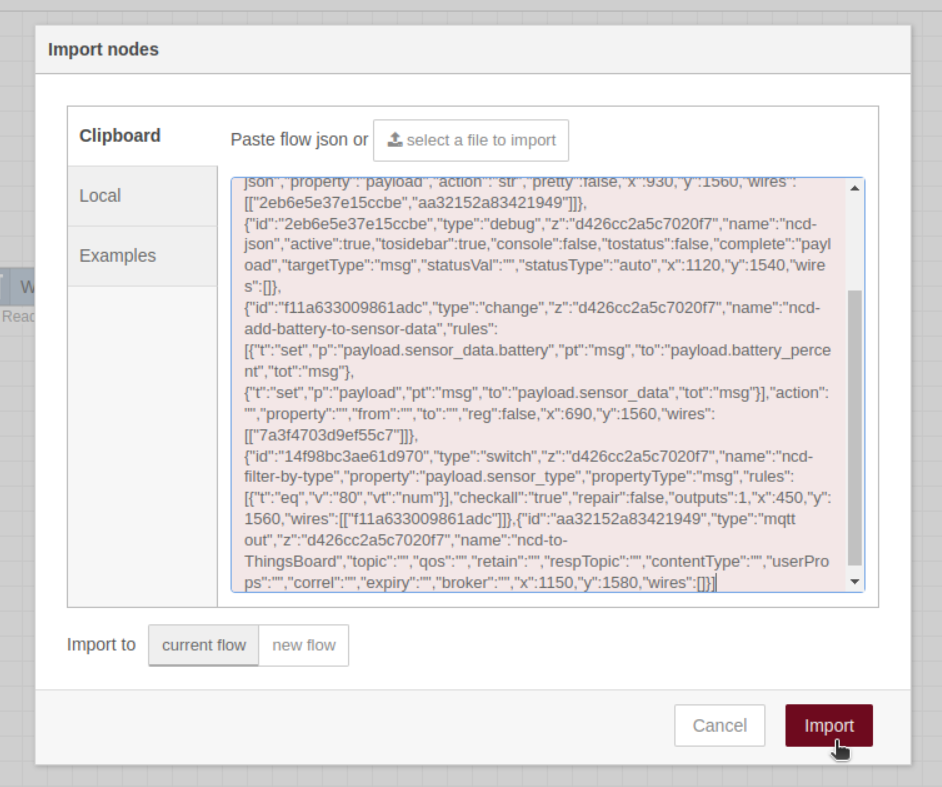 Import nodes
Clipboard
Local
Examples
Paste flow json or
select a file to import
json","property":"payload","action":"str","pretty":false,"x":930,"y":1560,"wires":
[["2eb6e5e37e15ccbe","aa32152a83421949"]]},
{"id":"2eb6e5e37e15ccbe","type":"debug","z":"d426cc2a5c7020f7","name":"ncd-
json","active":true,"tosidebar":true,"console":false,"tostatus":false,"complete":"payl
oad","targetType":"msg","statusVal":"","statusType":"auto","x":1120,"y":1540,"wire
s":[]},
{"id":"f11a633009861adc","type":"change","z":"d426cc2a5c7020f7","name":"ncd-
add-battery-to-sensor-data","rules":
[{"t":"set","p":"payload.sensor_data.battery","pt":"msg","to":"payload.battery_perce
nt","tot":"msg"},
{"t":"set","p":"payload","pt":"msg","to":"payload.sensor_data","tot":"msg"}],"action":
"","property":"","from":"","to":"","reg":false,"x":690,"y":1560,"wires":
[["7a3f4703d9ef55c7"]]},
{"id":"14f98bc3ae61d970","type":"switch","z":"d426cc2a5c7020f7","name":"ncd-
filter-by-type","property":"payload.sensor_type","propertyType":"msg","rules":
[{"t":"eq","v":"80","vt":"num"}],"checkall":"true","repair":false,"outputs":1,"x":450,"y":
1560,"wires":[["f11a633009861adc"]]},{"id":"aa32152a83421949","type":"mqtt
out","z":"d426cc2a5c7020f7","name":"ncd-to-
ThingsBoard","topic":"","qos":"","retain":"","respTopic":"","contentType":"","userPro
ps":"","correl":"","expiry":"","broker":"","x":1150,"y":1580,"wires":[]}]
Import to
current flow
new flow
Cancel
Import
W
Read